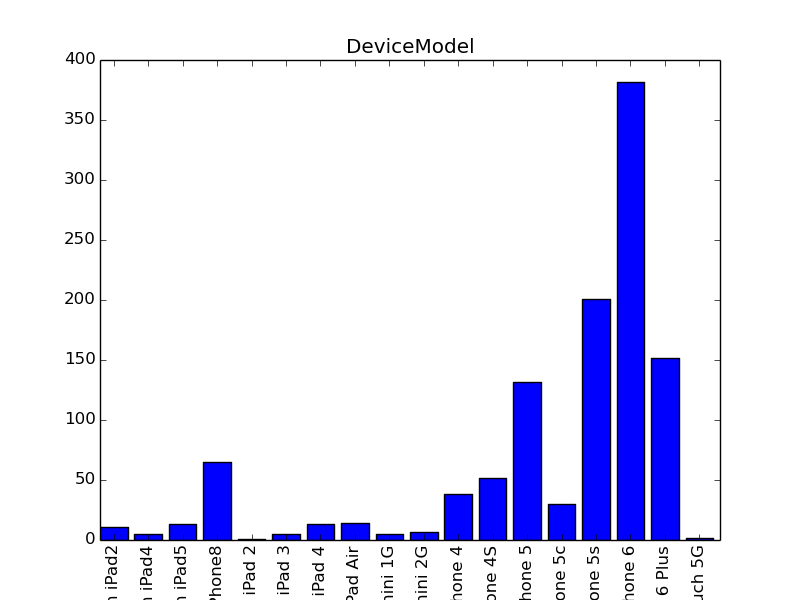 DeviceModel
400
350
300
250
200
150
100
50
0
n iPad2
n iPad4
n iPad5
Phone8
iPad 2
iPad 3
iPad 4
Pad Air
mini 1G
mini 2G
hone 4
one 4S
hone 5
one 5c
one 5s
hone 6
6 Plus
uch 5G